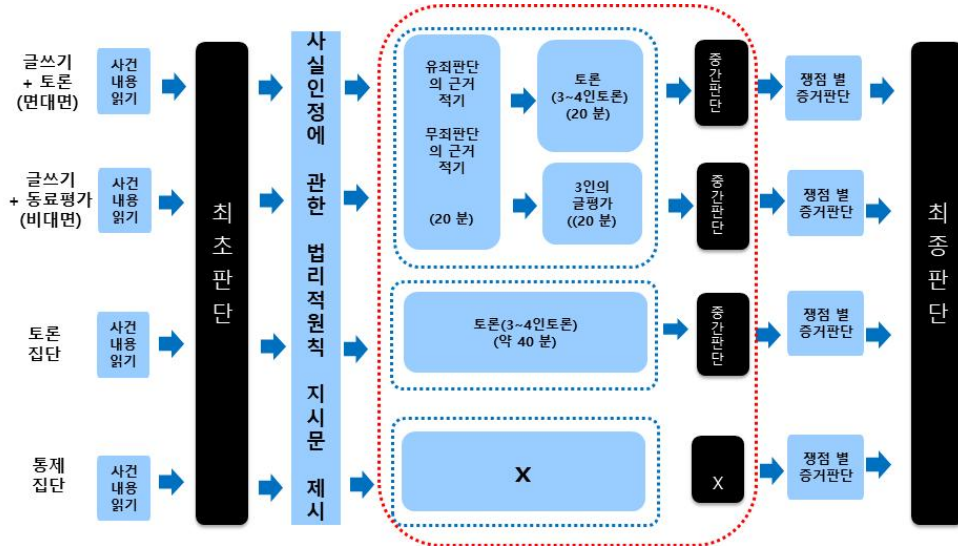 글쓰기
+ 토론
(면대면)
사건
내용
읽기
글쓰기
+ 동료평가
(비대면)
사건
내용
읽기
토론
집단
사건
내용
읽기
통제
집단
사건
내용
읽기
최초판단
사실인정에 관한 법리적원칙 지시문 제시
유죄판단
의 근거
적기
무죄판단
의 근거
적기
(20 분)
토론
(3~4인토론)
(20 분)
3인의
글평가
((20 분)
토론(3~4인토론)
(약 40 분)
X
중간판단
중간판단
중간판단
X
쟁점 별
증거판단
쟁점 별
증거판단
쟁점 별
증거판단
쟁점 별
증거판단
최종판단